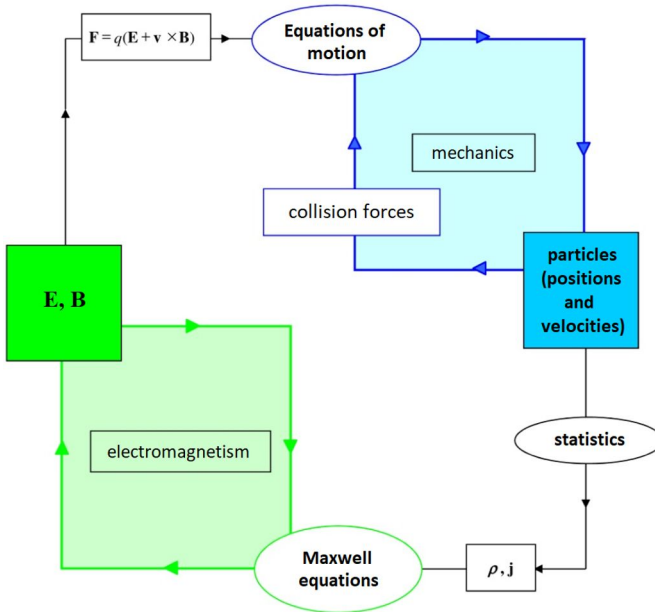 F = q(E + v × B)
Equations of
motion
mechanics
collision forces
particles
(positions
and
velocities)
E, B
electromagnetism
statistics
Maxwell
equations
ρ, j